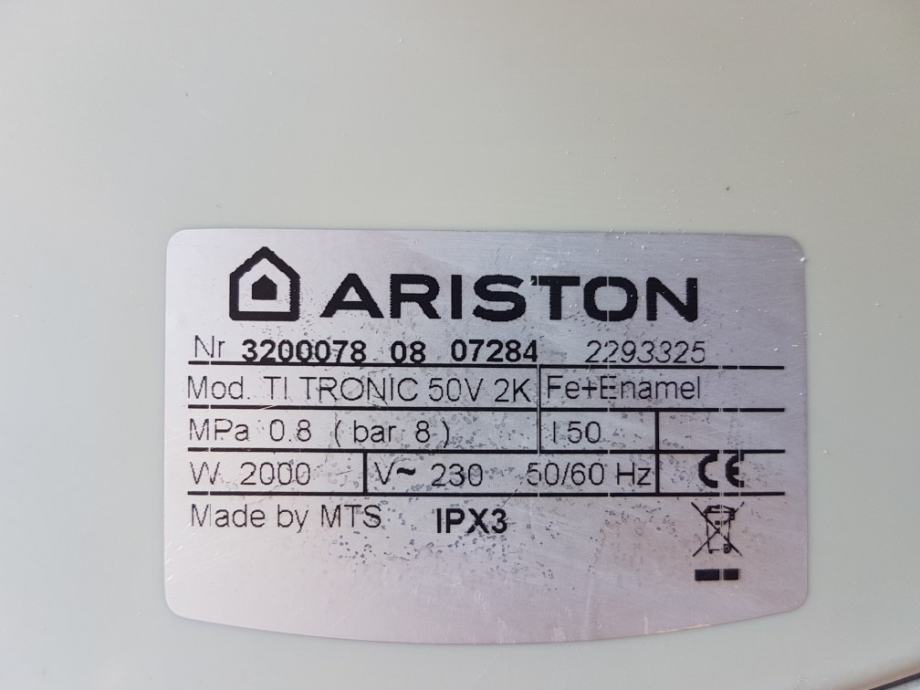 ARISTON
Nr 3200078 08 07284 2293325
Mod. TI TRONIC 50V 2K Fe+Enamel
MPa 0.8 ( bar 8 ) l 50
W 2000 V~ 230 50/60 Hz CE
Made by MTS IPX3